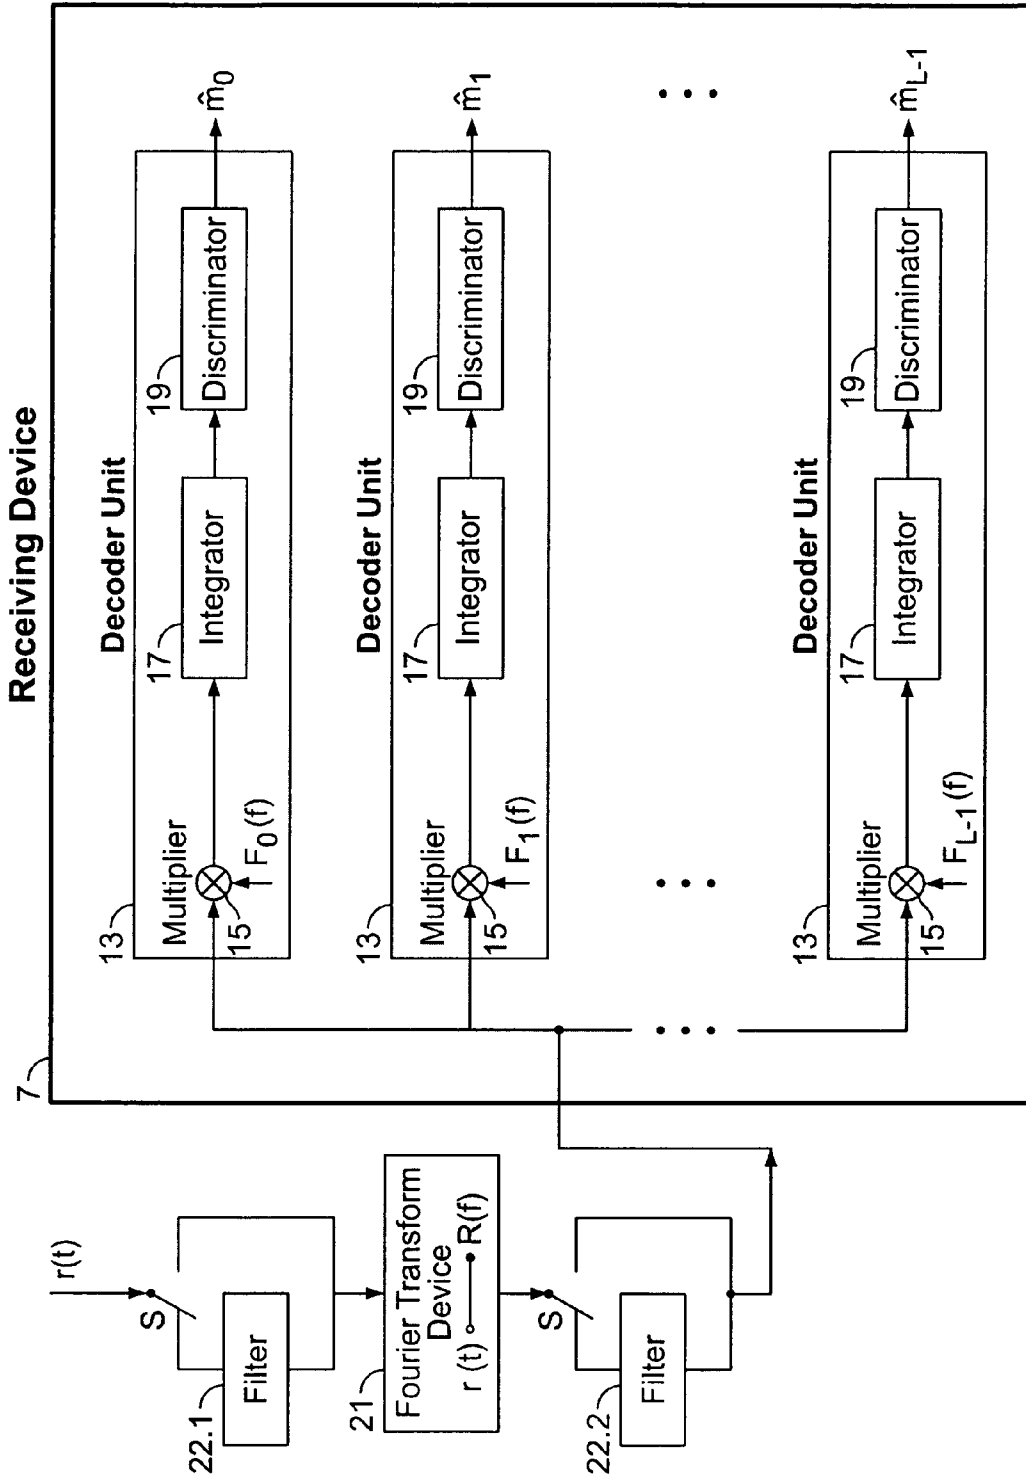 Receiving Device
7
r(t)
S
Filter
22.1
Fourier Transform
Device
r (t) R(f)
21
S
Filter
22.2
Decoder Unit
13
Multiplier
15
F0(f)
17
Integrator
19
Discriminator
m̂0
Decoder Unit
13
Multiplier
15
F1(f)
17
Integrator
19
Discriminator
m̂1
• • •
• • •
• • •
Decoder Unit
13
Multiplier
15
FL-1(f)
17
Integrator
19
Discriminator
m̂L-1